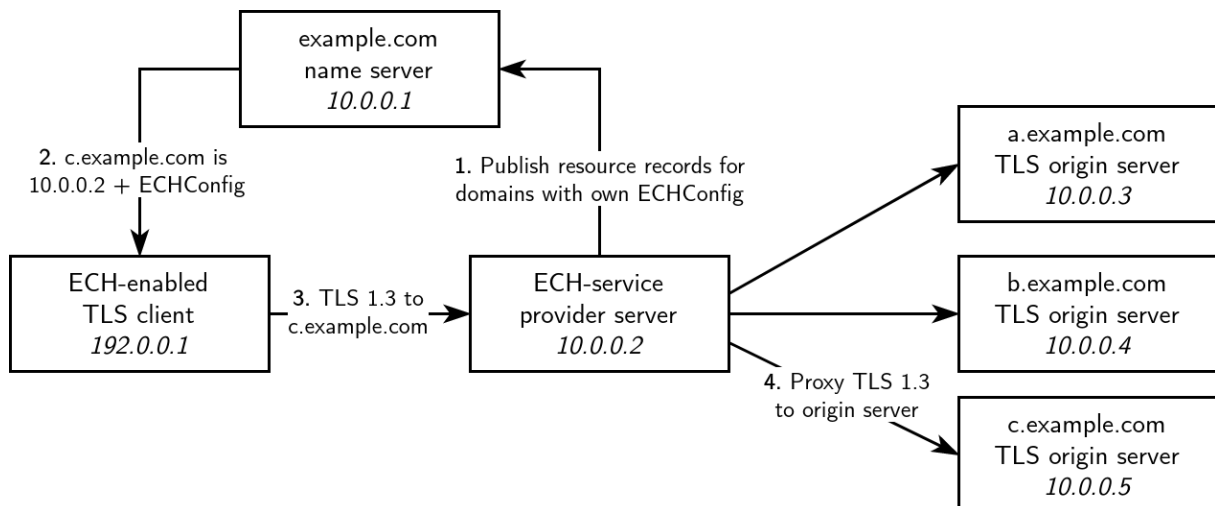 example.com
name server
10.0.0.1
2. c.example.com is
10.0.0.2 + ECHConfig
1. Publish resource records for
domains with own ECHConfig
a.example.com
TLS origin server
10.0.0.3
ECH-enabled
TLS client
192.0.0.1
3. TLS 1.3 to
c.example.com
ECH-service
provider server
10.0.0.2
b.example.com
TLS origin server
10.0.0.4
4. Proxy TLS 1.3
to origin server
c.example.com
TLS origin server
10.0.0.5